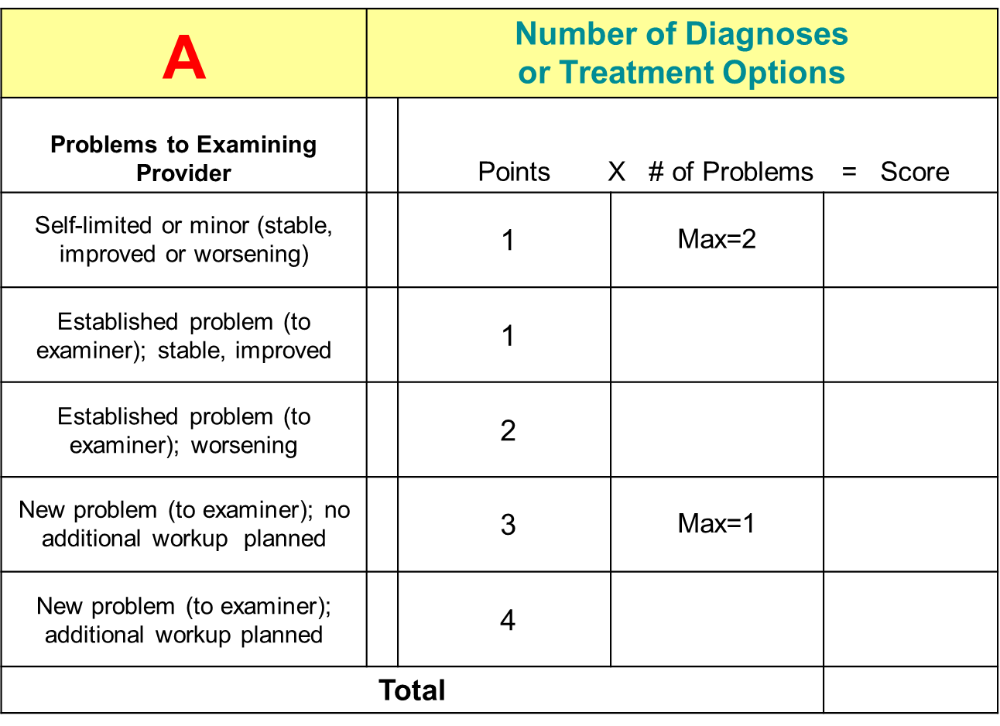 A
Number of Diagnoses
or Treatment Options
Problems to Examining
Provider
Points X # of Problems = Score
Self-limited or minor (stable,
improved or worsening)
1
Max=2
Established problem (to
examiner); stable, improved
1
Established problem (to
examiner); worsening
2
New problem (to examiner); no
additional workup planned
3
Max=1
New problem (to examiner);
additional workup planned
4
Total